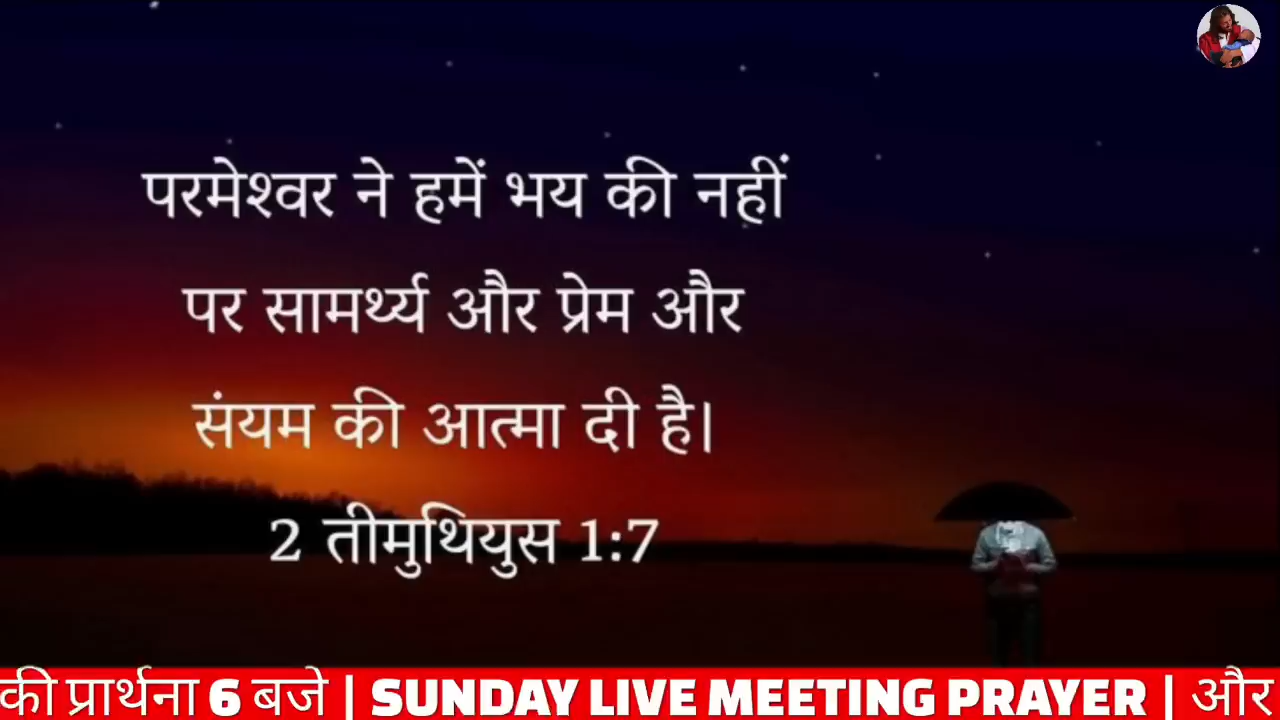 परमेश्वर ने हमें भय की नहीं
पर सामर्थ्य और प्रेम और
संयम की आत्मा दी है।
2 तीमुथियुस 1:7
की प्रार्थना 6 बजे | SUNDAY LIVE MEETING PRAYER | और